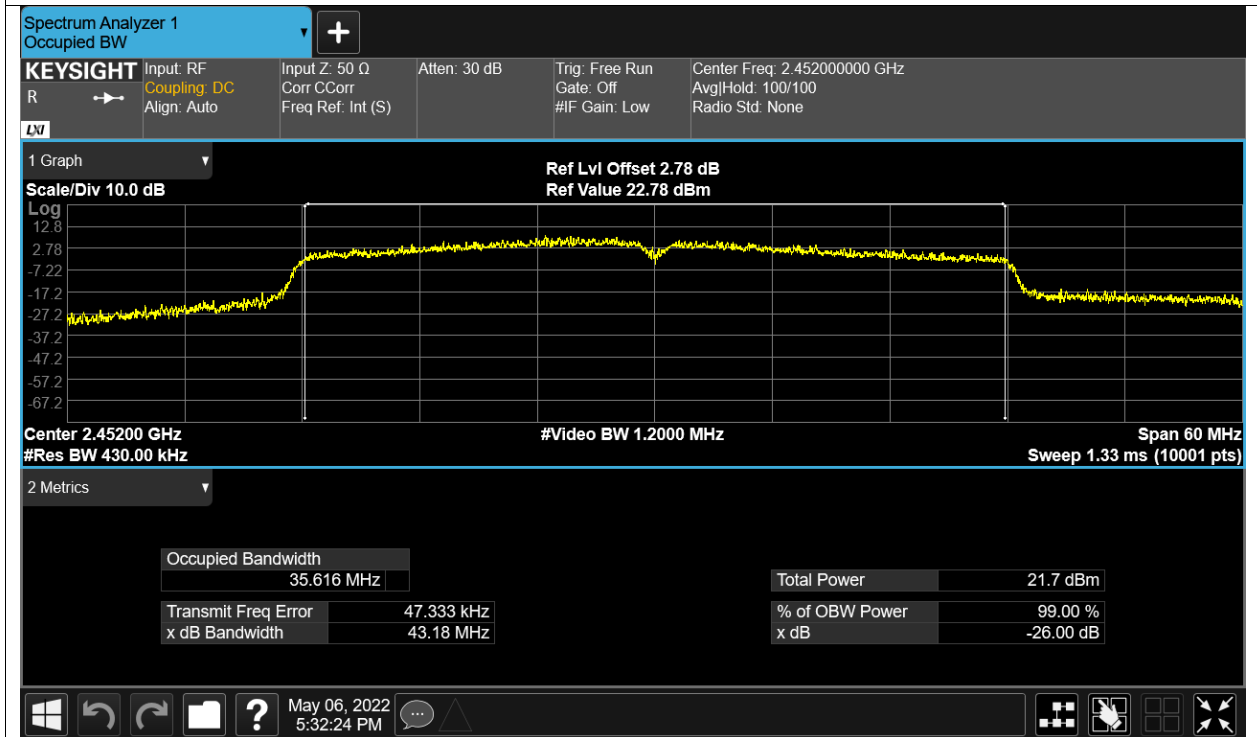 Spectrum Analyzer 1
Occupied BW
▼
+
KEYSIGHT
R
LXI
Input: RF
Coupling: DC
Align: Auto
Input Z: 50 Ω
Corr CCorr
Freq Ref: Int (S)
Atten: 30 dB
Trig: Free Run
Gate: Off
#IF Gain: Low
Center Freq: 2.452000000 GHz
Avg|Hold: 100/100
Radio Std: None
1 Graph ▼
Scale/Div 10.0 dB
Ref Lvl Offset 2.78 dB
Ref Value 22.78 dBm
Log
12.8
2.78
-7.22
-17.2
-27.2
-37.2
-47.2
-57.2
-67.2
Center 2.45200 GHz
#Res BW 430.00 kHz
#Video BW 1.2000 MHz
Span 60 MHz
Sweep 1.33 ms (10001 pts)
2 Metrics ▼
Occupied Bandwidth
35.616 MHz
Transmit Freq Error 47.333 kHz
x dB Bandwidth 43.18 MHz
Total Power 21.7 dBm
% of OBW Power 99.00 %
x dB -26.00 dB
?
May 06, 2022
5:32:24 PM